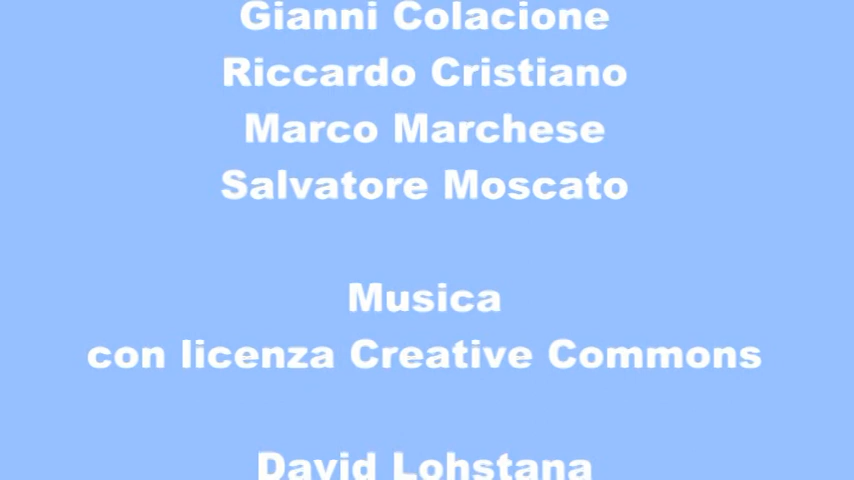 Gianni Colacione
Riccardo Cristiano
Marco Marchese
Salvatore Moscato
Musica
con licenza Creative Commons
David Lohstana